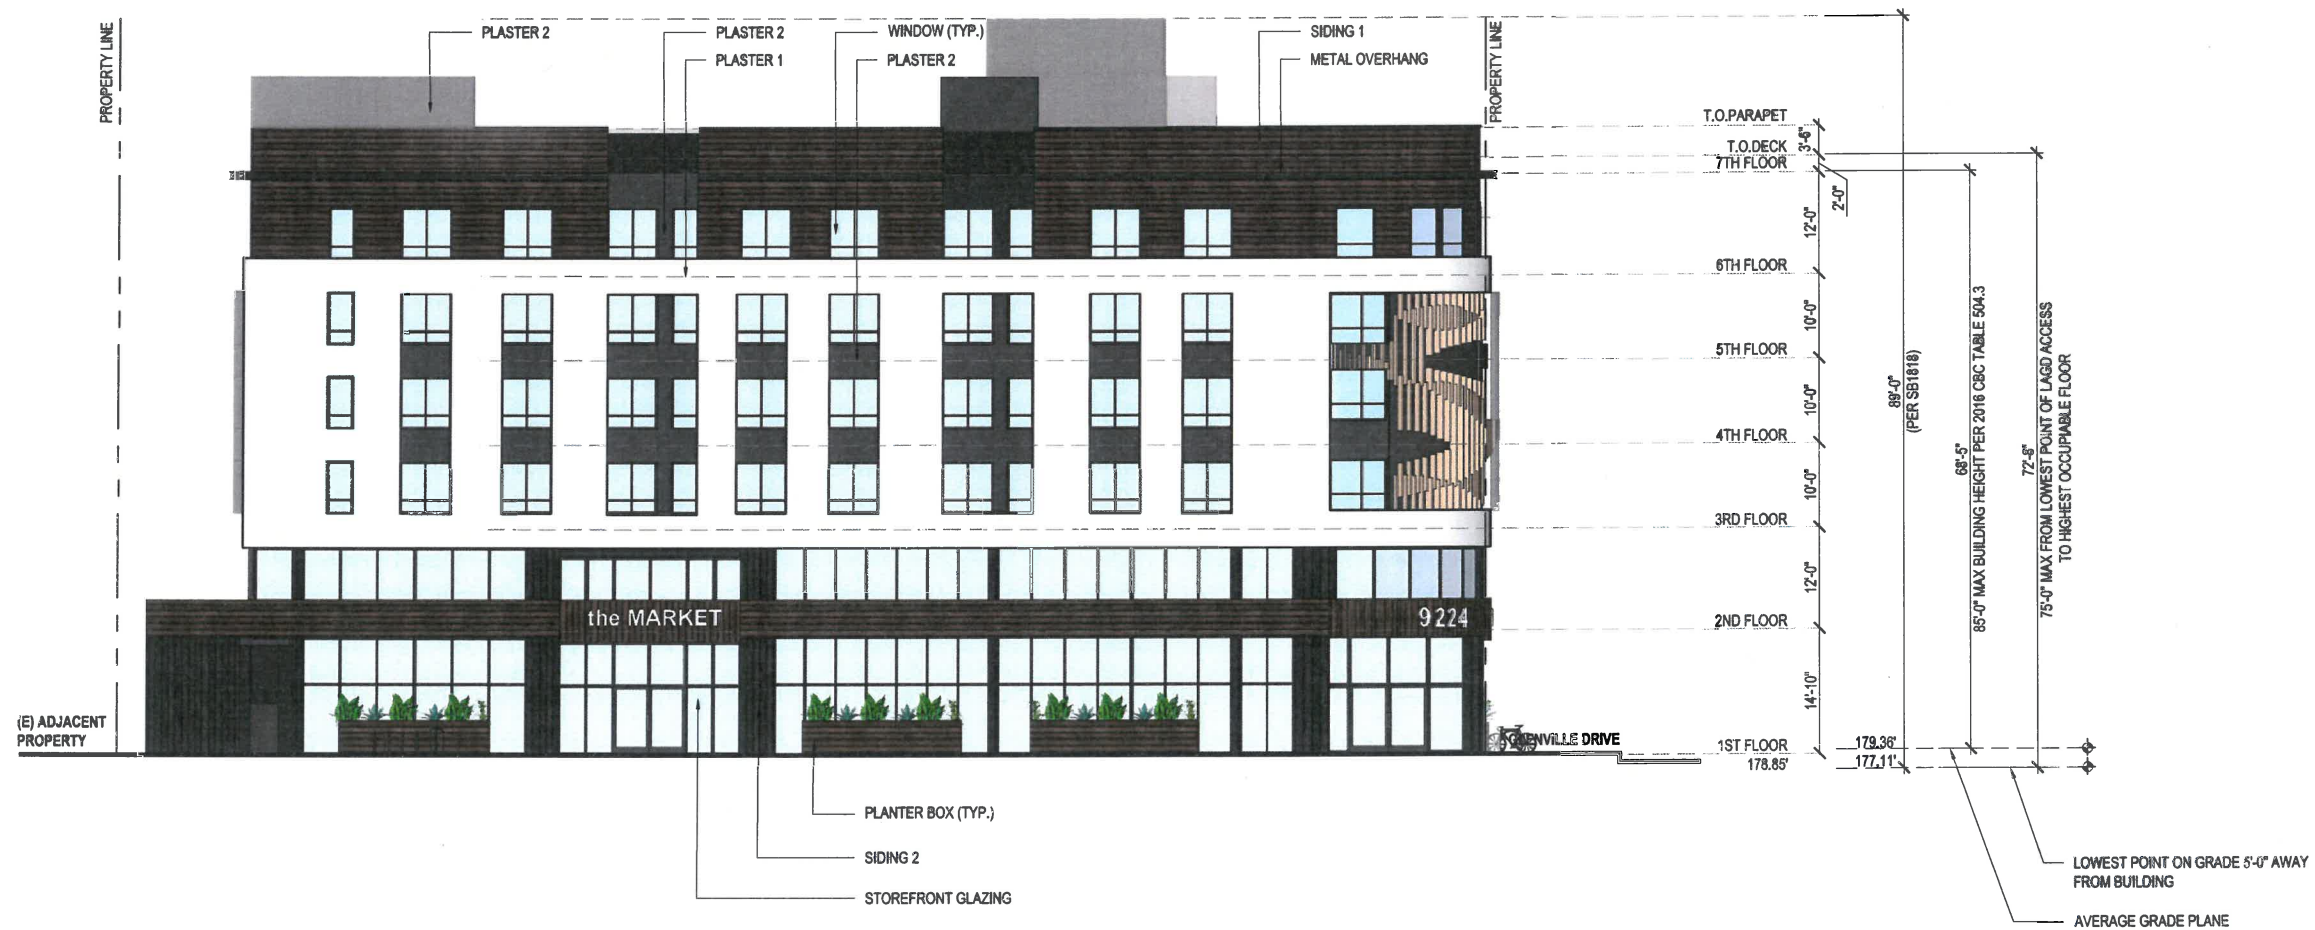 PROPERTY LINE
PLASTER 2
PLASTER 2
PLASTER 1
WINDOW (TYP.)
PLASTER 2
SIDING 1
METAL OVERHANG
PROPERTY LINE
T.O.PARAPET
3'-6"
T.O.DECK
7TH FLOOR
2'-0"
12'-0"
6TH FLOOR
10'-0"
5TH FLOOR
10'-0"
4TH FLOOR
10'-0"
3RD FLOOR
12'-0"
2ND FLOOR
14'-10"
1ST FLOOR
178.85'
89'-0"
(PER SB1818)
68'-5"
85'-0" MAX BUILDING HEIGHT PER 2016 CBC TABLE 504.3
72'-6"
75'-0" MAX FROM LOWEST POINT OF LAGD ACCESS
TO HIGHEST OCCUPIABLE FLOOR
179.36'
177.11'
the MARKET
9224
(E) ADJACENT
PROPERTY
GLENVILLE DRIVE
PLANTER BOX (TYP.)
SIDING 2
STOREFRONT GLAZING
LOWEST POINT ON GRADE 5'-0" AWAY
FROM BUILDING
AVERAGE GRADE PLANE